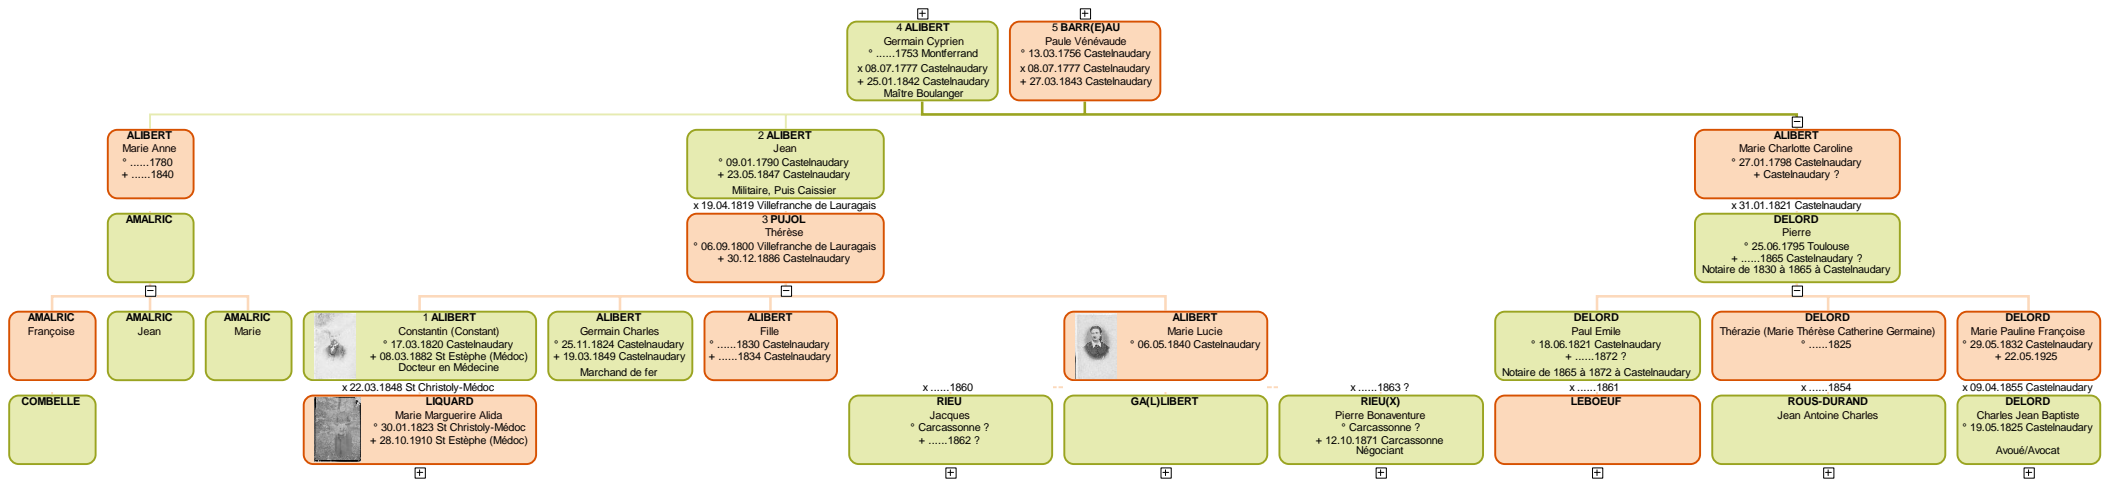 4 ALIBERT
Germain Cyprien
° ......1753 Montferrand
x 08.07.1777 Castelnaudary
+ 25.01.1842 Castelnaudary
Maître Boulanger
5 BARR(E)AU
Paule Vénévaude
° 13.03.1756 Castelnaudary
x 08.07.1777 Castelnaudary
+ 27.03.1843 Castelnaudary
ALIBERT
Marie Anne
° ......1780
+ ......1840
AMALRIC
2 ALIBERT
Jean
° 09.01.1790 Castelnaudary
+ 23.05.1847 Castelnaudary
Militaire, Puis Caissier
x 19.04.1819 Villefranche de Lauragais
3 PUJOL
Thérèse
° 06.09.1800 Villefranche de Lauragais
+ 30.12.1886 Castelnaudary
ALIBERT
Marie Charlotte Caroline
° 27.01.1798 Castelnaudary
+ Castelnaudary ?
x 31.01.1821 Castelnaudary
DELORD
Pierre
° 25.06.1795 Toulouse
+ ......1865 Castelnaudary ?
Notaire de 1830 à 1865 à Castelnaudary
AMALRIC
Françoise
COMBELLE
AMALRIC
Jean
AMALRIC
Marie
1 ALIBERT
Constantin (Constant)
° 17.03.1820 Castelnaudary
+ 08.03.1882 St Estèphe (Médoc)
Docteur en Médecine
x 22.03.1848 St Christoly-Médoc
LIQUARD
Marie Marguerire Alida
° 30.01.1823 St Christoly-Médoc
+ 28.10.1910 St Estèphe (Médoc)
ALIBERT
Germain Charles
° 25.11.1824 Castelnaudary
+ 19.03.1849 Castelnaudary
Marchand de fer
ALIBERT
Fille
° ......1830 Castelnaudary
+ ......1834 Castelnaudary
ALIBERT
Marie Lucie
° 06.05.1840 Castelnaudary
x ......1860
RIEU
Jacques
° Carcassonne ?
+ ......1862 ?
GA(L)LIBERT
x ......1863 ?
RIEU(X)
Pierre Bonaventure
° Carcassonne ?
+ 12.10.1871 Carcassonne
Négociant
DELORD
Paul Emile
° 18.06.1821 Castelnaudary
+ ......1872 ?
Notaire de 1865 à 1872 à Castelnaudary
x ......1861
LEBOEUF
DELORD
Thérazie (Marie Thérèse Catherine Germaine)
° ......1825
x ......1854
ROUS-DURAND
Jean Antoine Charles
DELORD
Marie Pauline Françoise
° 29.05.1832 Castelnaudary
+ 22.05.1925
x 09.04.1855 Castelnaudary
DELORD
Charles Jean Baptiste
° 19.05.1825 Castelnaudary
Avoué/Avocat